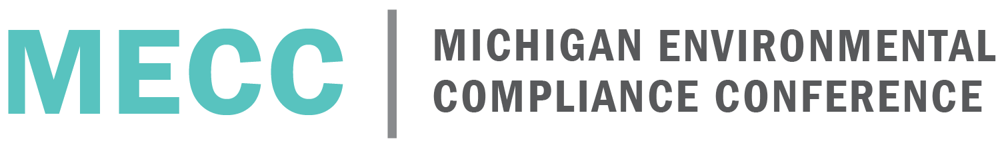 MECC
MICHIGAN ENVIRONMENTAL
COMPLIANCE CONFERENCE